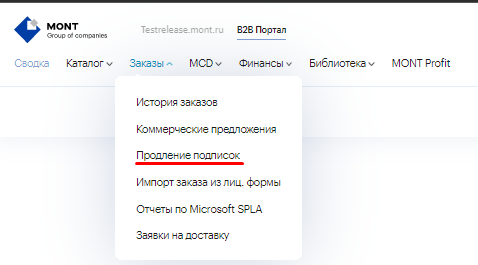 MONT
Group of companies
Testrelease.mont.ru B2B Портал
Сводка Каталог Заказы MCD Финансы Библиотека MONT Profit
История заказов
Коммерческие предложения
Продление подписок
Импорт заказа из лиц. формы
Отчеты по Microsoft SPLA
Заявки на доставку